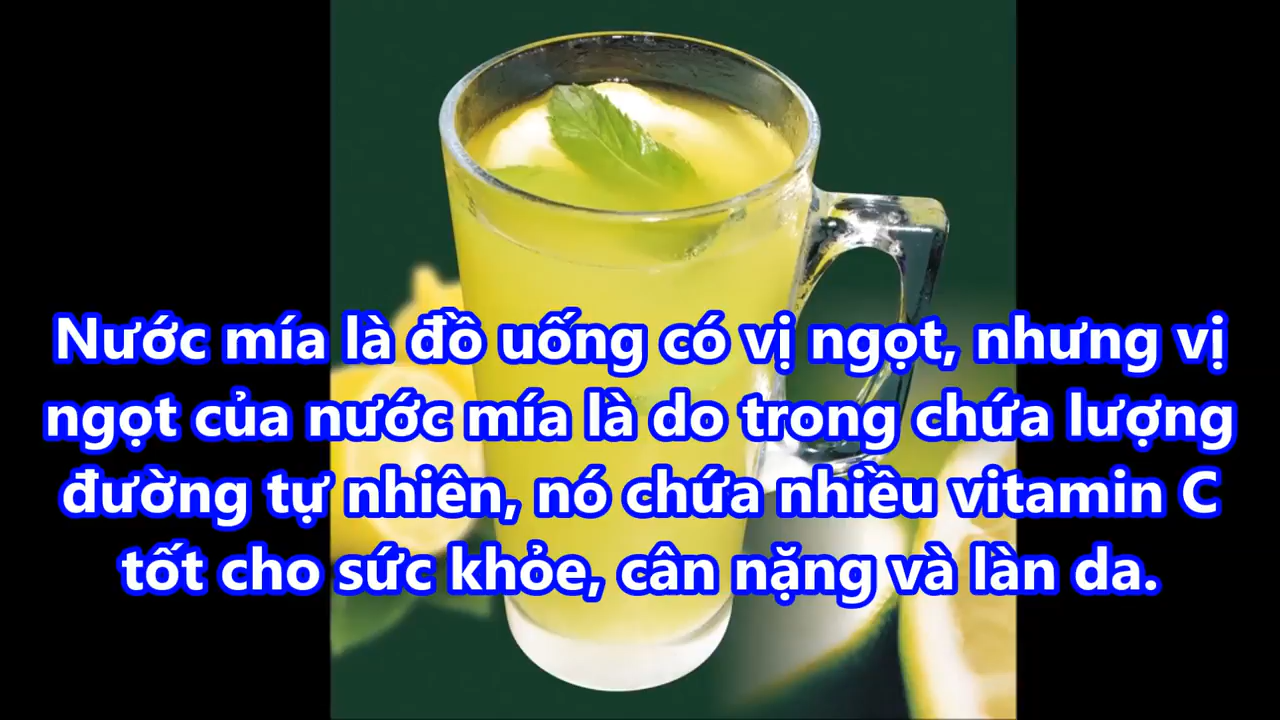 Nước mía là đồ uống có vị ngọt, nhưng vị
ngọt của nước mía là do trong chứa lượng
đường tự nhiên, nó chứa nhiều vitamin C
tốt cho sức khỏe, cân nặng và làn da.